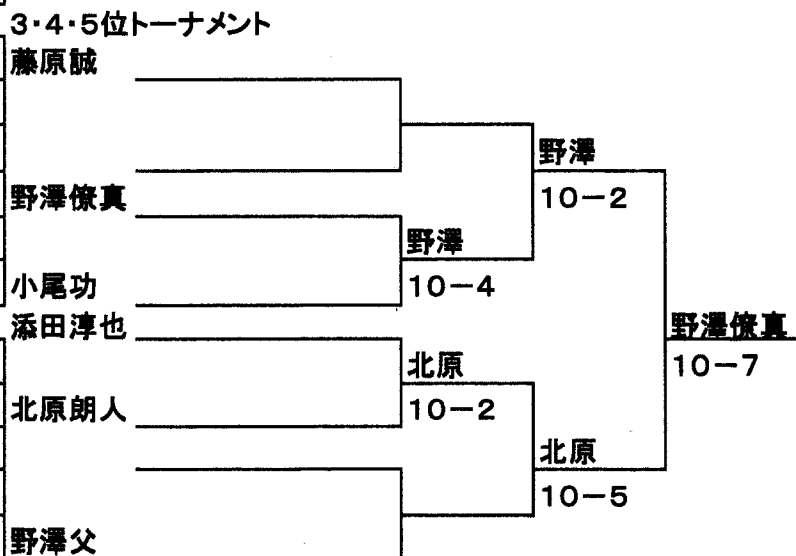 3・4・5位トーナメント
藤原誠
野澤
10-2
野澤僚真
野澤
10-4
小尾功
添田淳也
野澤僚真
10-7
北原
10-2
北原朗人
北原
10-5
野澤父